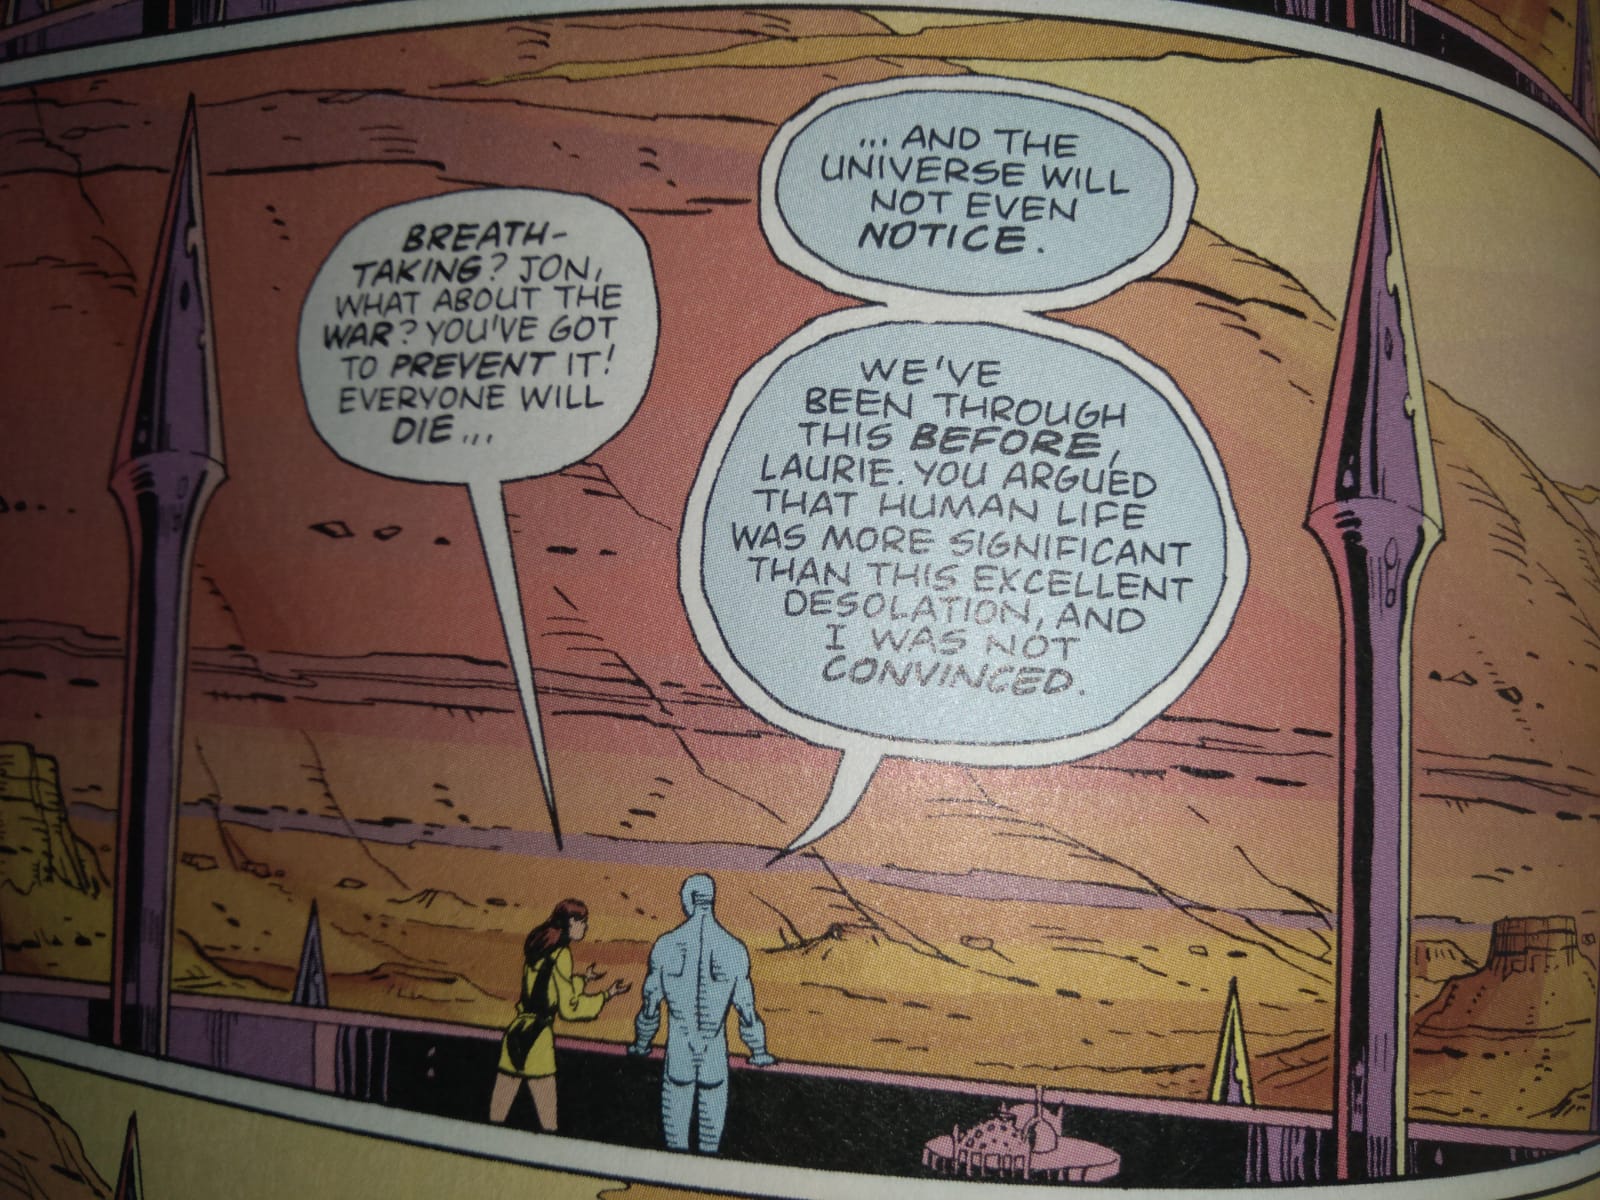 BREATH-
TAKING? JON,
WHAT ABOUT THE
WAR? YOU'VE GOT
TO PREVENT IT!
EVERYONE WILL
DIE...
... AND THE
UNIVERSE WILL
NOT EVEN
NOTICE.
WE'VE
BEEN THROUGH
THIS BEFORE,
LAURIE. YOU ARGUED
THAT HUMAN LIFE
WAS MORE SIGNIFICANT
THAN THIS EXCELLENT
DESOLATION, AND
I WAS NOT
CONVINCED.